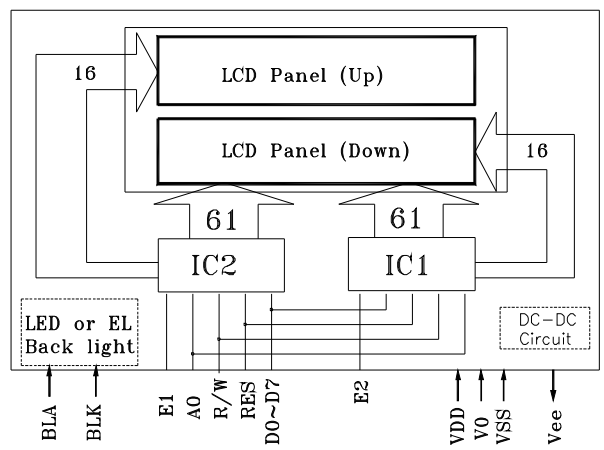 LCD Panel (Up)
16
LCD Panel (Down)
16
61
61
IC2
IC1
LED or EL
Back light
DC-DC
Circuit
BLA
BLK
E1
A0
R/W
RES
D0~D7
E2
VDD
V0
VSS
Vee